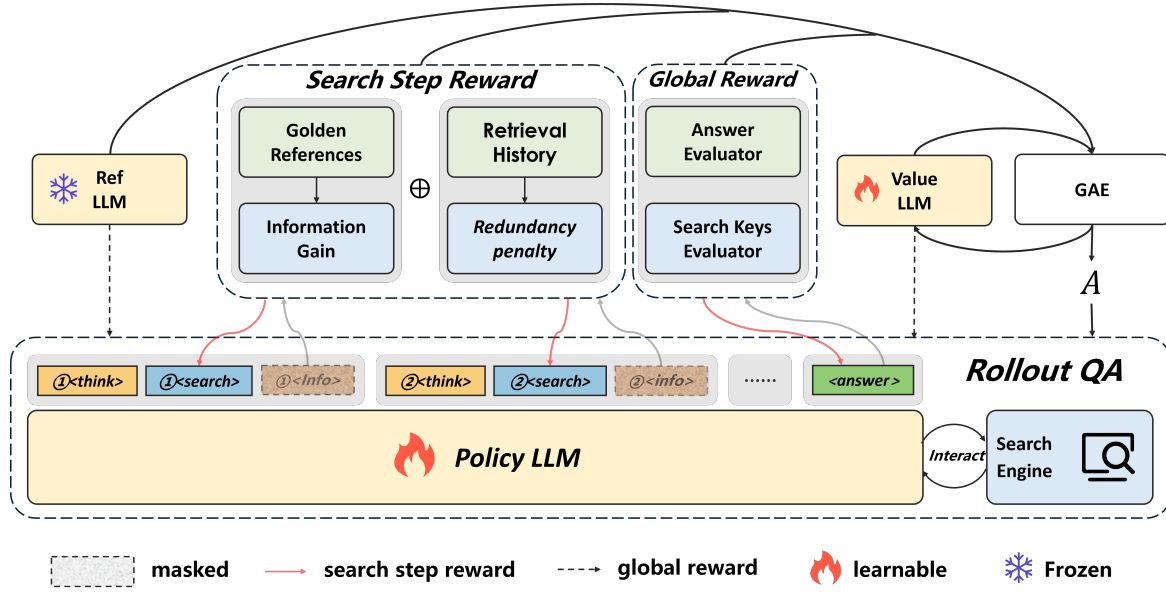 Search Step Reward
Global Reward
Golden
References
Retrieval
History
Answer
Evaluator
Ref
LLM
Value
LLM
GAE
⊕
Information
Gain
Redundancy
penalty
Search Keys
Evaluator
A
Rollout QA
①<think>
①<search>
①<Info>
②<think>
②<search>
②<info>
......
<answer>
Policy LLM
Interact
Search
Engine
masked
search step reward
global reward
learnable
Frozen